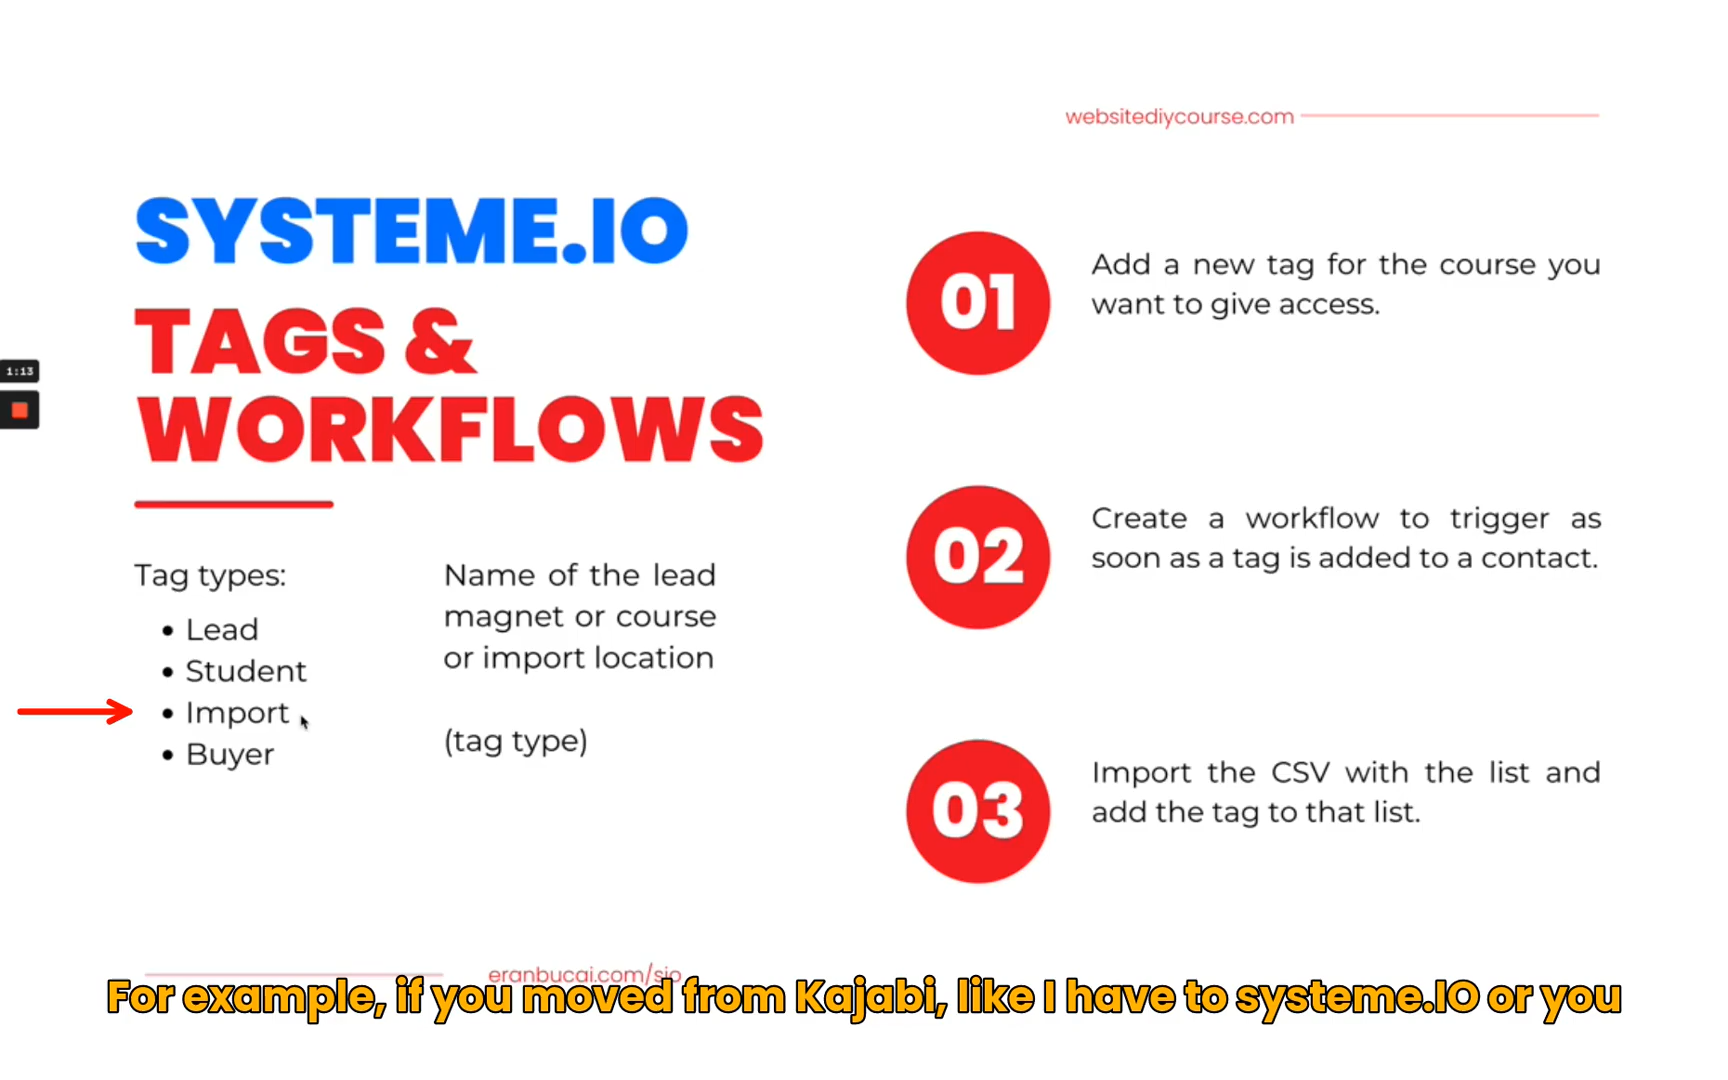 websitediycourse.com
SYSTEME.IO
TAGS &
WORKFLOWS
1:13
Tag types:
• Lead
• Student
• Import
• Buyer
Name of the lead
magnet or course
or import location
(tag type)
01
Add a new tag for the course you
want to give access.
02
Create a workflow to trigger as
soon as a tag is added to a contact.
03
Import the CSV with the list and
add the tag to that list.
eranbucai.com/sio
For example, if you moved from Kajabi, like I have to systeme.IO or you